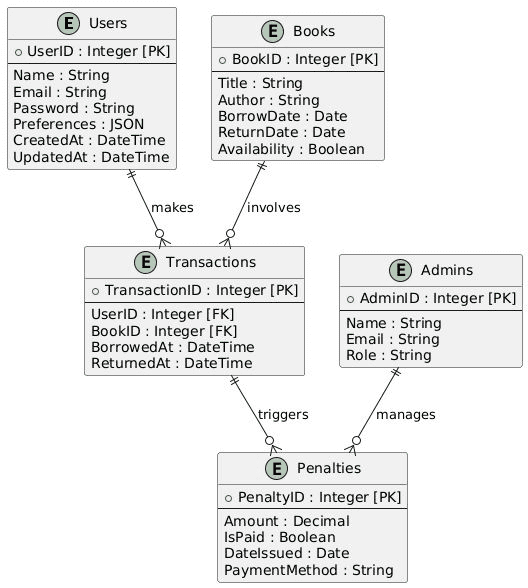 E Users
UserID : Integer [PK]
Name : String
Email : String
Password : String
Preferences : JSON
CreatedAt : DateTime
UpdatedAt : DateTime
E Books
BookID : Integer [PK]
Title : String
Author : String
BorrowDate : Date
ReturnDate : Date
Availability : Boolean
makes
involves
E Transactions
TransactionID : Integer [PK]
UserID : Integer [FK]
BookID : Integer [FK]
BorrowedAt : DateTime
ReturnedAt : DateTime
E Admins
AdminID : Integer [PK]
Name : String
Email : String
Role : String
triggers
manages
E Penalties
PenaltyID : Integer [PK]
Amount : Decimal
IsPaid : Boolean
DateIssued : Date
PaymentMethod : String